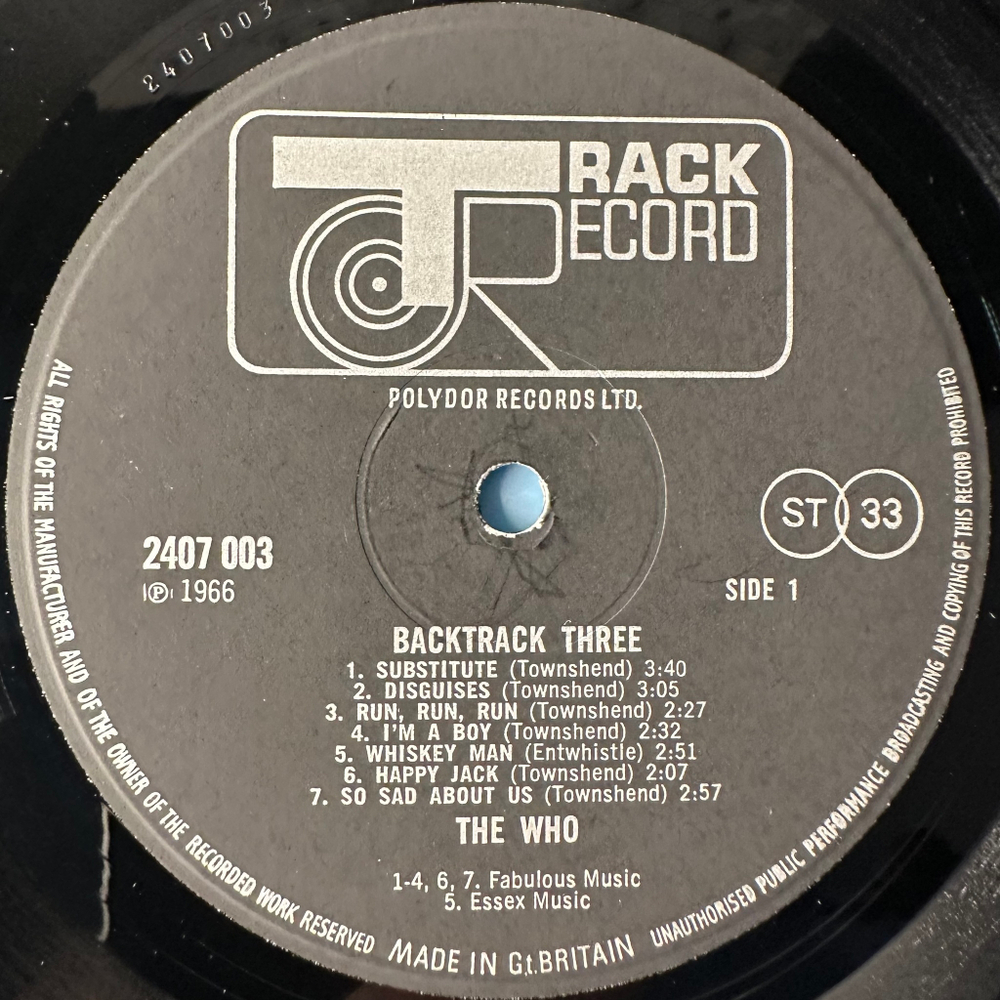 2407003
TRACK
RECORD
POLYDOR RECORDS LTD.
ST 33
2407 003
℗ 1966
SIDE 1
BACKTRACK THREE
1. SUBSTITUTE (Townshend) 3:40
2. DISGUISES (Townshend) 3:05
3. RUN, RUN, RUN (Townshend) 2:27
4. I'M A BOY (Townshend) 2:32
5. WHISKEY MAN (Entwhistle) 2:51
6. HAPPY JACK (Townshend) 2:07
7. SO SAD ABOUT US (Townshend) 2:57
THE WHO
1-4, 6, 7. Fabulous Music
5. Essex Music
ALL RIGHTS OF THE MANUFACTURER AND OF THE OWNER OF THE RECORDED WORK RESERVED
MADE IN Gt. BRITAIN
UNAUTHORISED PUBLIC PERFORMANCE BROADCASTING AND COPYING OF THIS RECORD PROHIBITED